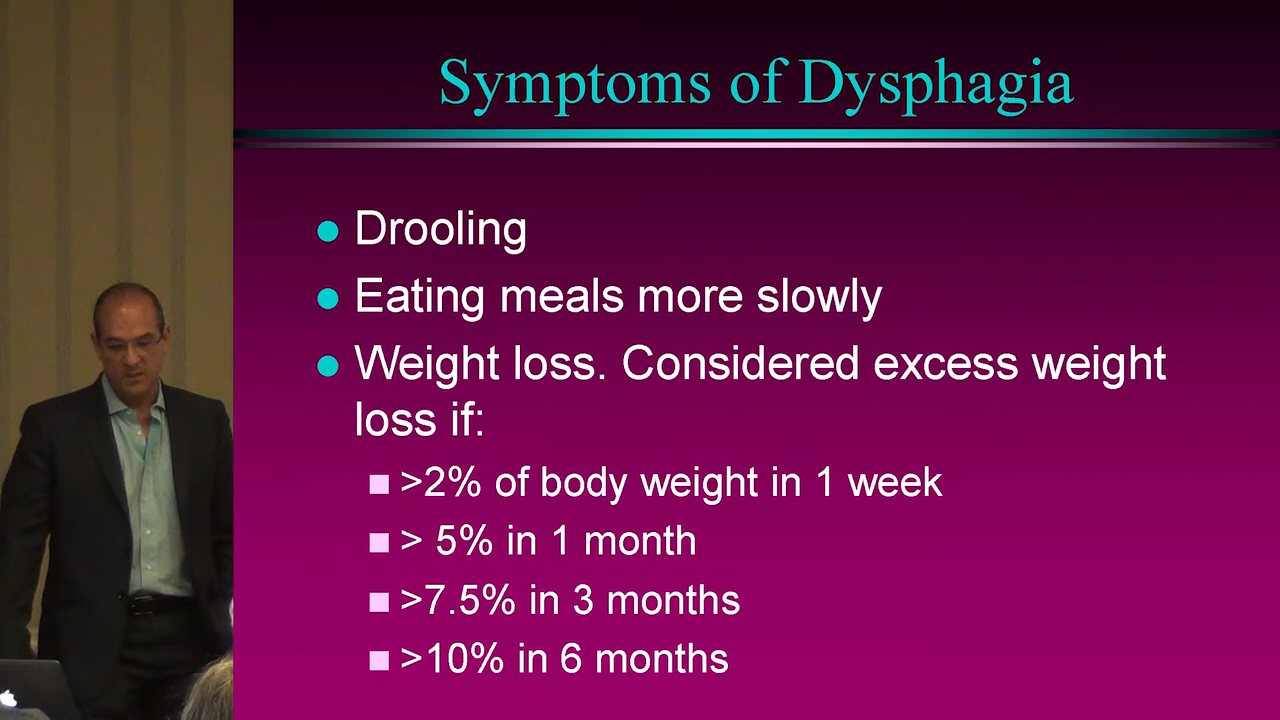 Symptoms of Dysphagia
Drooling
Eating meals more slowly
Weight loss. Considered excess weight
loss if:
>2% of body weight in 1 week
> 5% in 1 month
>7.5% in 3 months
>10% in 6 months